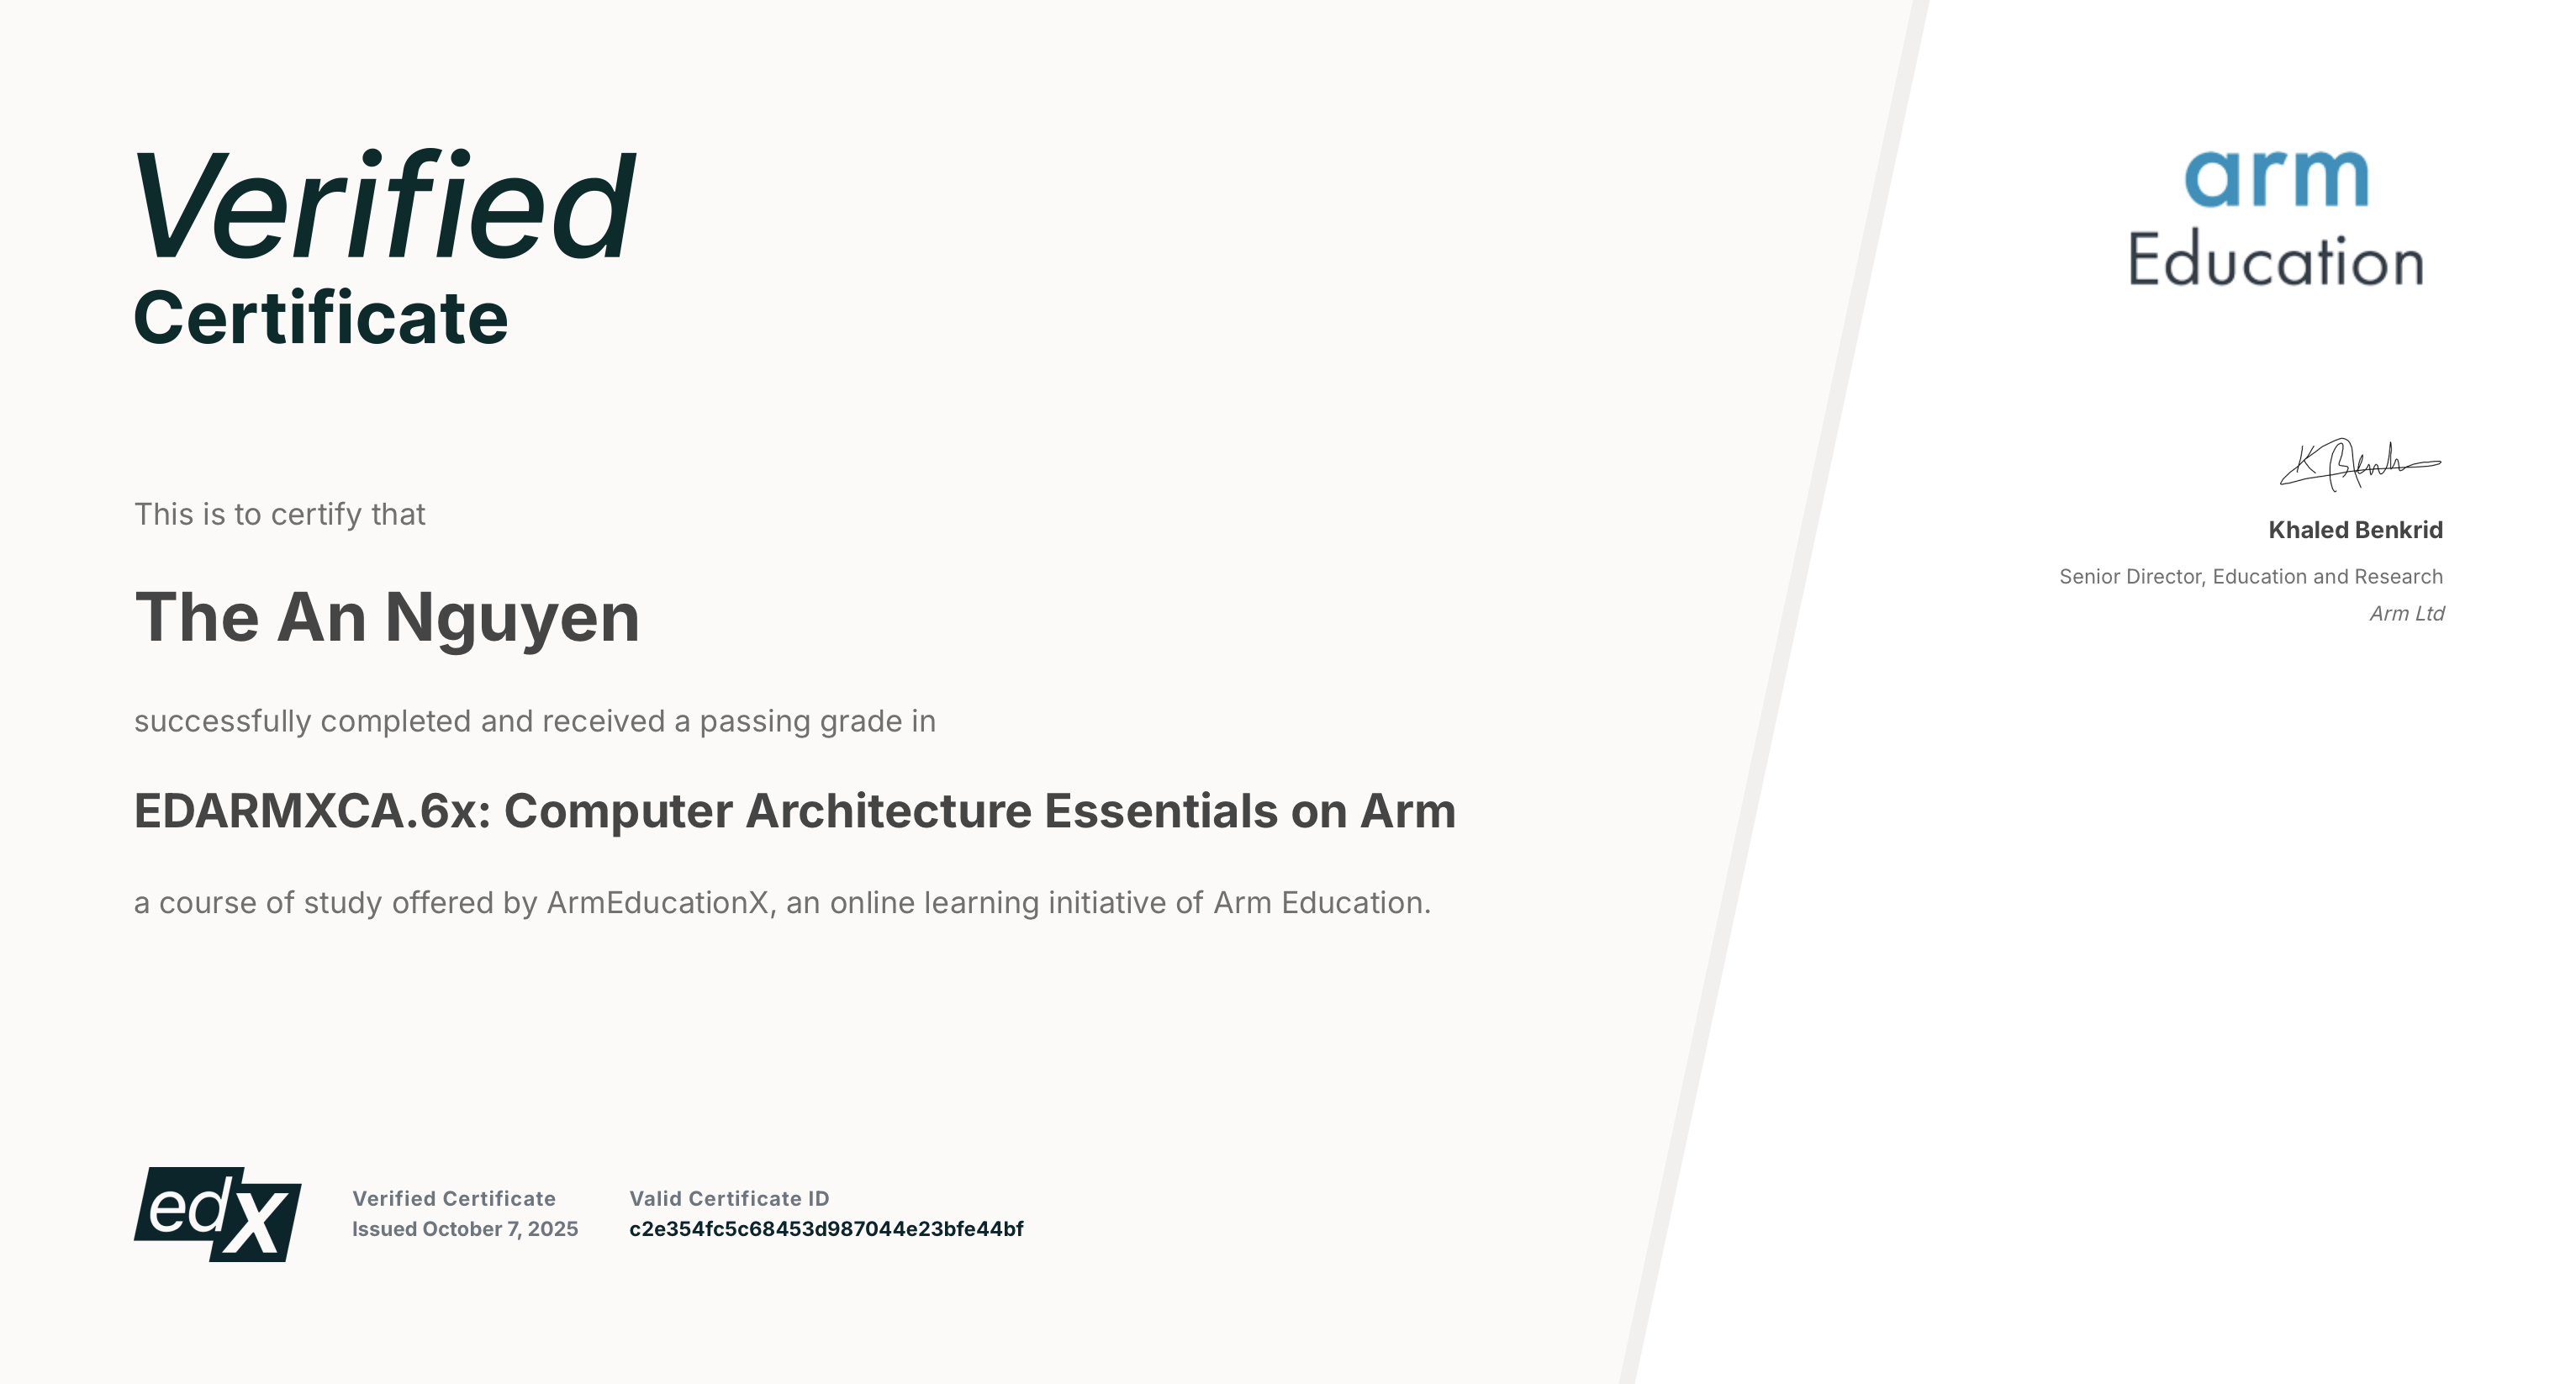 Verified
Certificate
This is to certify that
The An Nguyen
successfully completed and received a passing grade in
EDARMXCA.6x: Computer Architecture Essentials on Arm
a course of study offered by ArmEducationX, an online learning initiative of Arm Education.
edX
Verified Certificate
Issued October 7, 2025
Valid Certificate ID
c2e354fc5c68453d987044e23bfe44bf
arm
Education
Khaled Benkrid
Senior Director, Education and Research
Arm Ltd